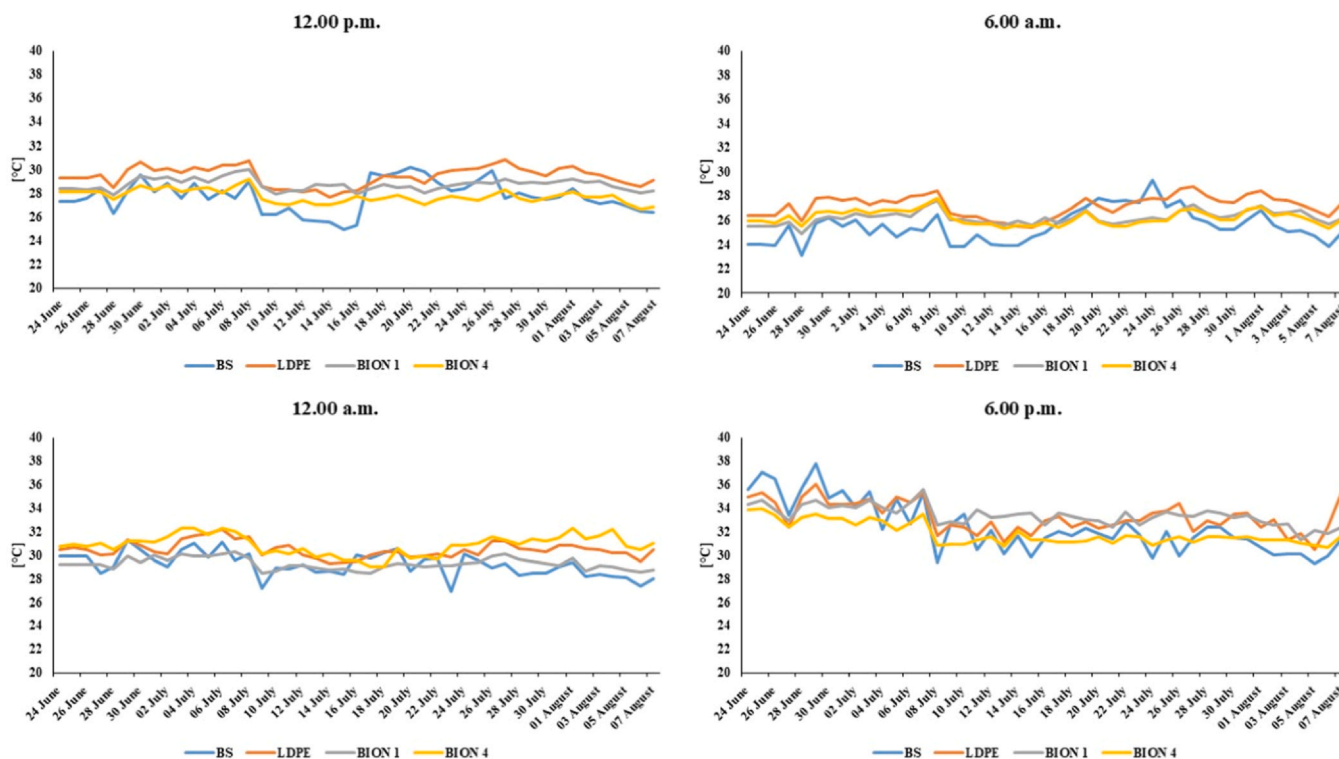 12.00 p.m.
[°C]
40
38
36
34
32
30
28
26
24
22
20
24 June
26 June
28 June
30 June
02 July
04 July
06 July
08 July
10 July
12 July
14 July
16 July
18 July
20 July
22 July
24 July
26 July
28 July
30 July
01 August
03 August
05 August
07 August
BS LDPE BION 1 BION 4
6.00 a.m.
[°C]
40
38
36
34
32
30
28
26
24
22
20
24 June
26 June
28 June
30 June
2 July
4 July
6 July
8 July
10 July
12 July
14 July
16 July
18 July
20 July
22 July
24 July
26 July
28 July
30 July
1 August
3 August
5 August
7 August
BS LDPE BION 1 BION 4
12.00 a.m.
[°C]
40
38
36
34
32
30
28
26
24
22
20
24 June
26 June
28 June
30 June
02 July
04 July
06 July
08 July
10 July
12 July
14 July
16 July
18 July
20 July
22 July
24 July
26 July
28 July
30 July
01 August
03 August
05 August
07 August
BS LDPE BION 1 BION 4
6.00 p.m.
[°C]
40
38
36
34
32
30
28
26
24
22
20
24 June
26 June
28 June
30 June
02 July
04 July
06 July
08 July
10 July
12 July
14 July
16 July
18 July
20 July
22 July
24 July
26 July
28 July
30 July
01 August
03 August
05 August
07 August
BS LDPE BION 1 BION 4